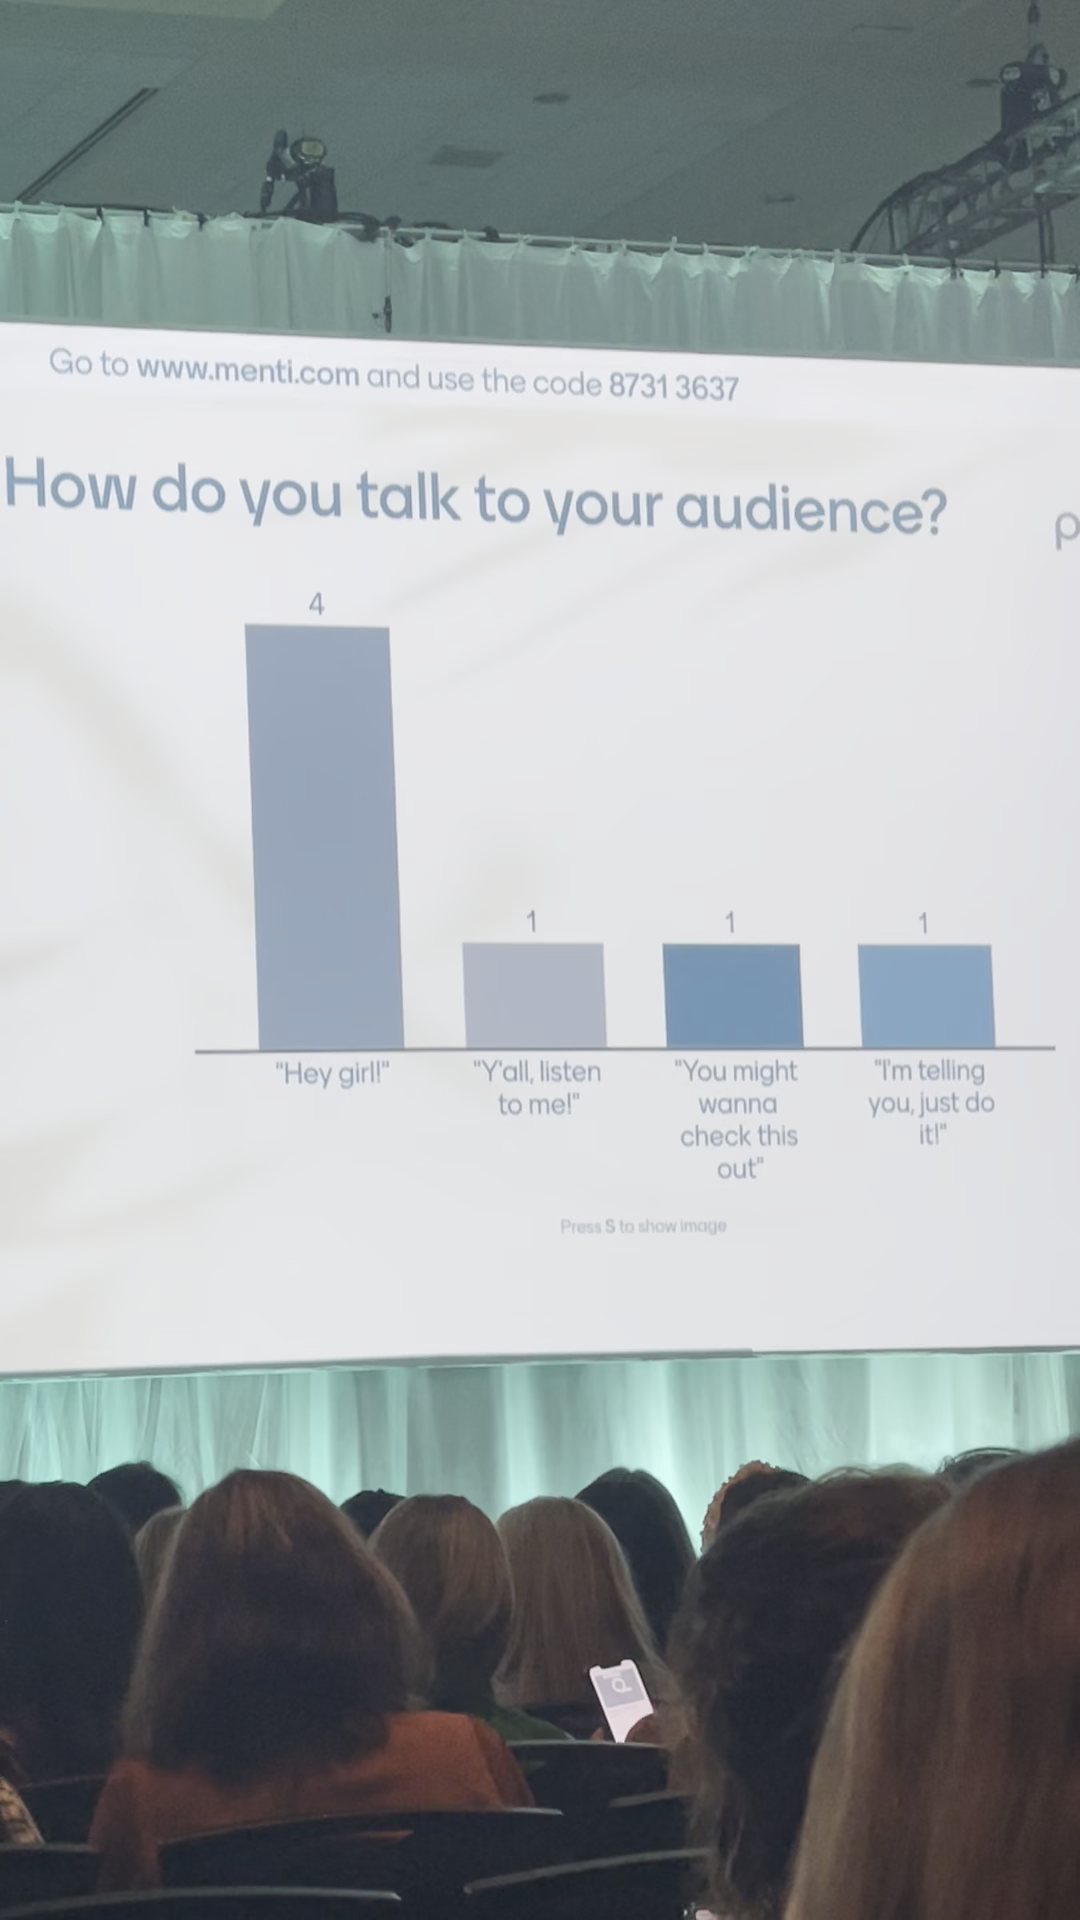 Go to www.menti.com and use the code 8731 3637
How do you talk to your audience?
4
1
1
1
"Hey girl!"
"Y'all, listen
to me!"
"You might
wanna
check this
out"
"I'm telling
you, just do
it!"
Press S to show image